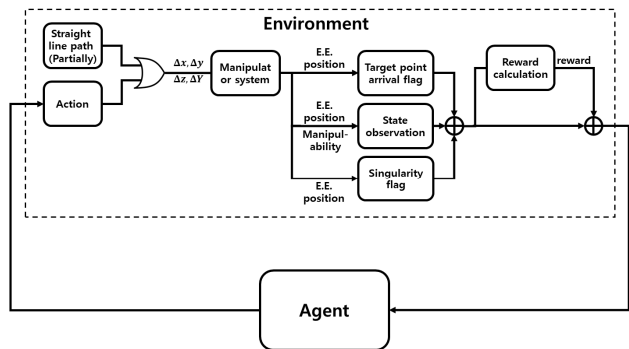 Environment
Straight
line path
(Partially)
Action
Δx, Δy
Δz, ΔY
Manipulat
or system
E.E.
position
E.E.
position
Manipul-
ability
E.E.
position
Target point
arrival flag
State
observation
Singularity
flag
Reward
calculation
reward
Agent